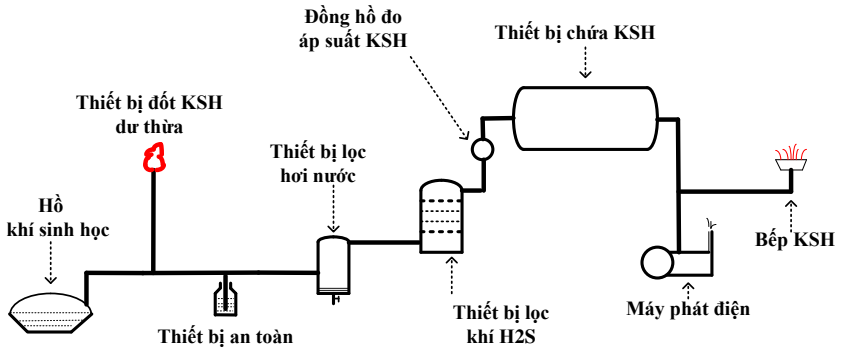 Đồng hồ đo
áp suất KSH
Thiết bị chứa KSH
Thiết bị đốt KSH
dư thừa
Thiết bị lọc
hơi nước
Hồ
khí sinh học
Bếp KSH
Thiết bị an toàn
Thiết bị lọc
khí H2S
Máy phát điện